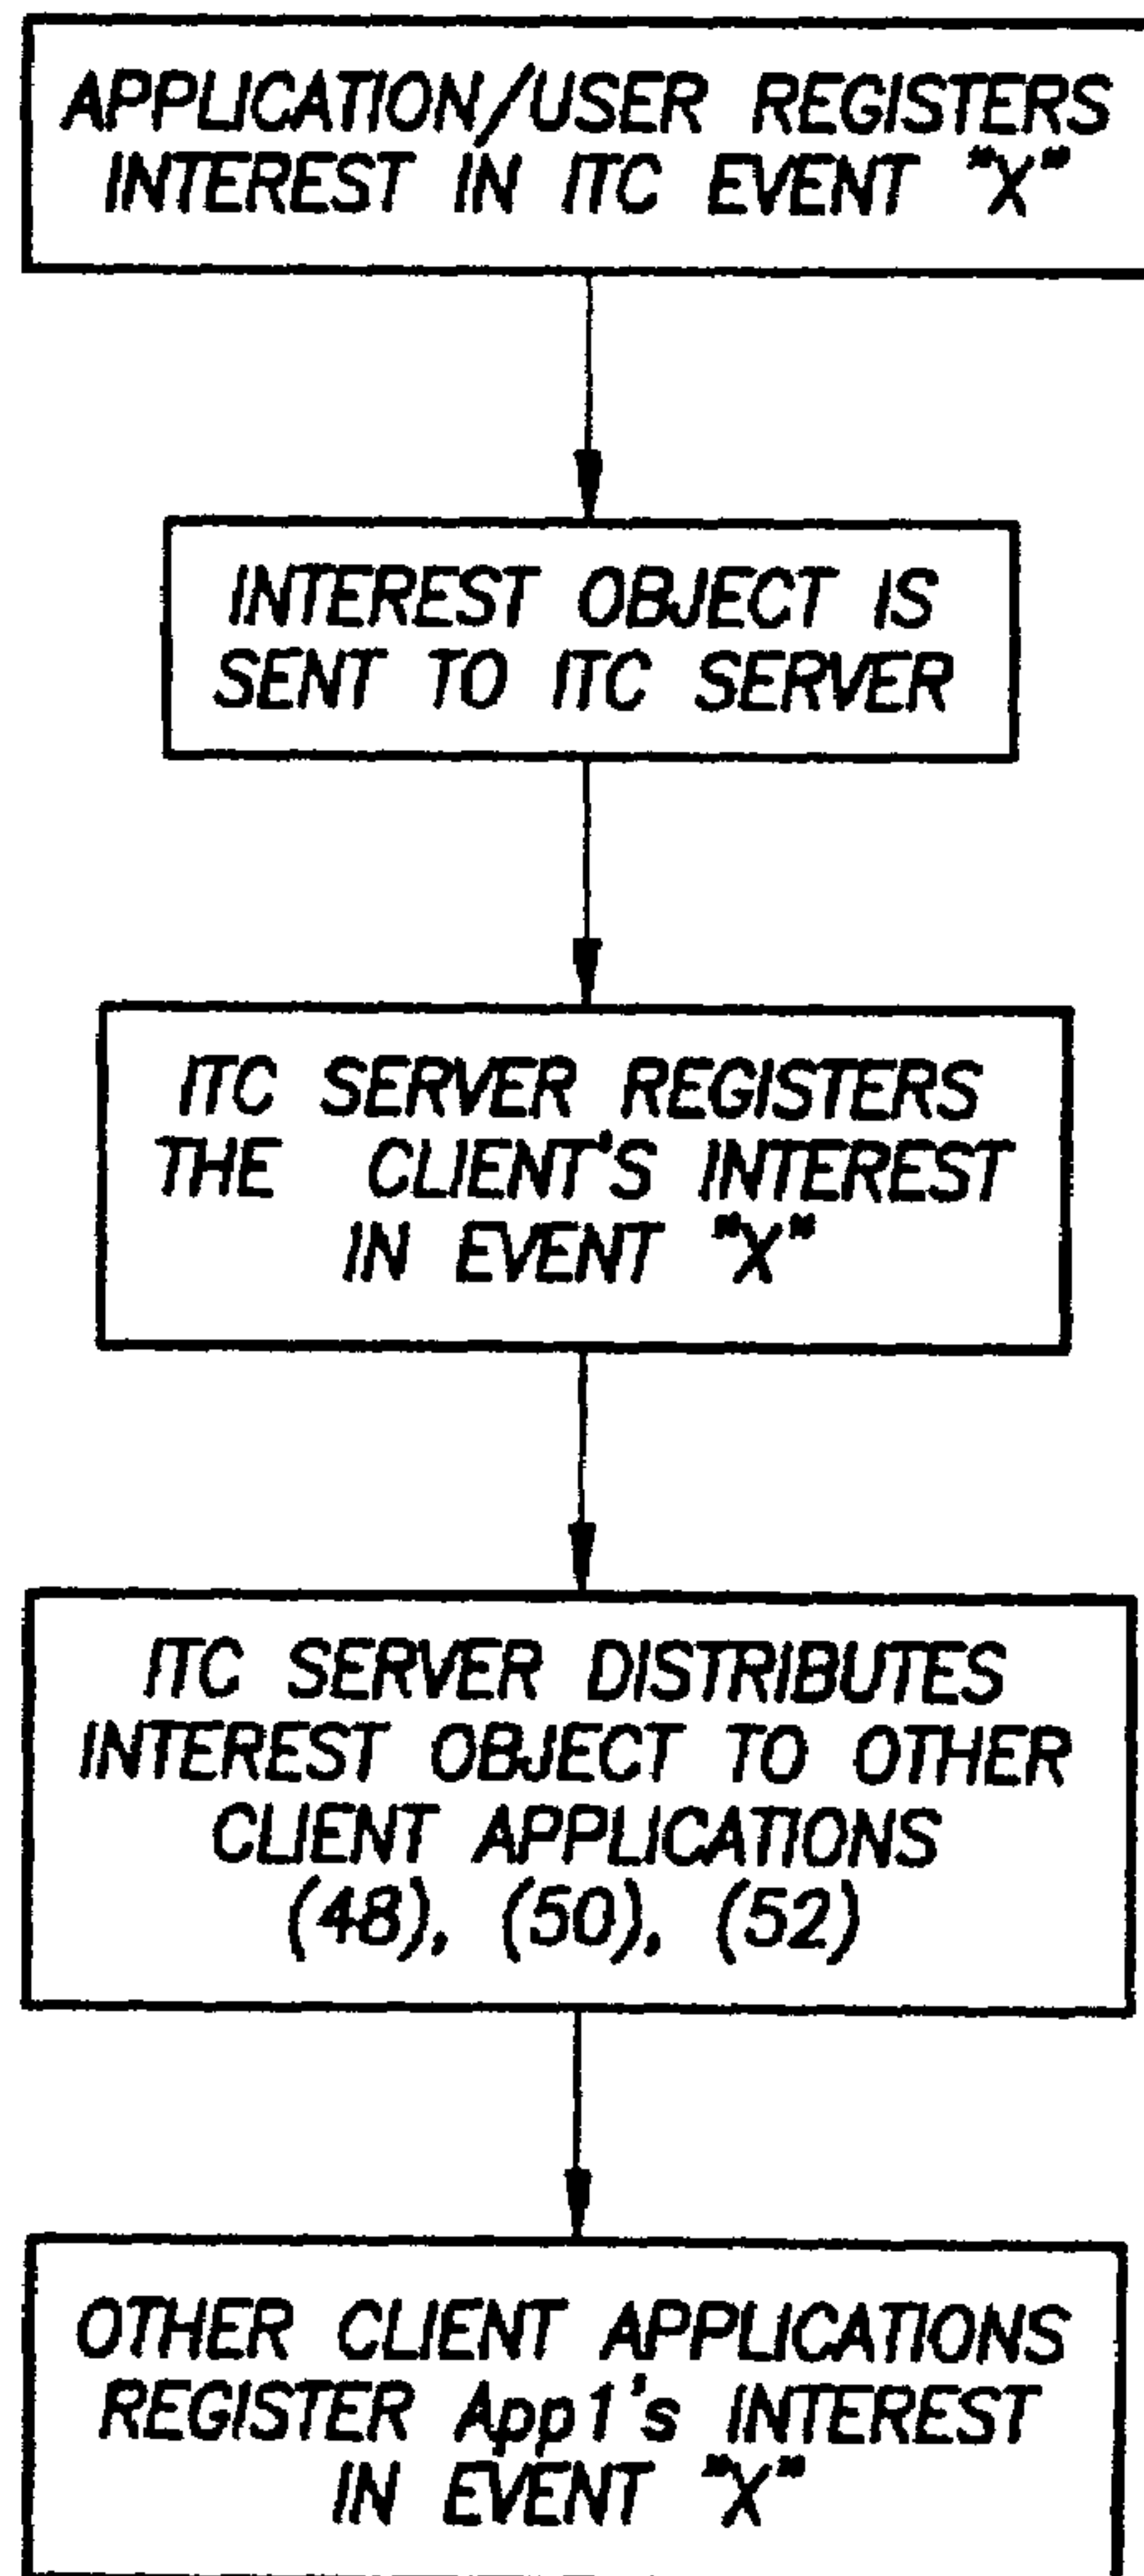 APPLICATION/USER REGISTERS
INTEREST IN ITC EVENT "X"
INTEREST OBJECT IS
SENT TO ITC SERVER
ITC SERVER REGISTERS
THE CLIENT'S INTEREST
IN EVENT "X"
ITC SERVER DISTRIBUTES
INTEREST OBJECT TO OTHER
CLIENT APPLICATIONS
(48), (50), (52)
OTHER CLIENT APPLICATIONS
REGISTER App1's INTEREST
IN EVENT "X"